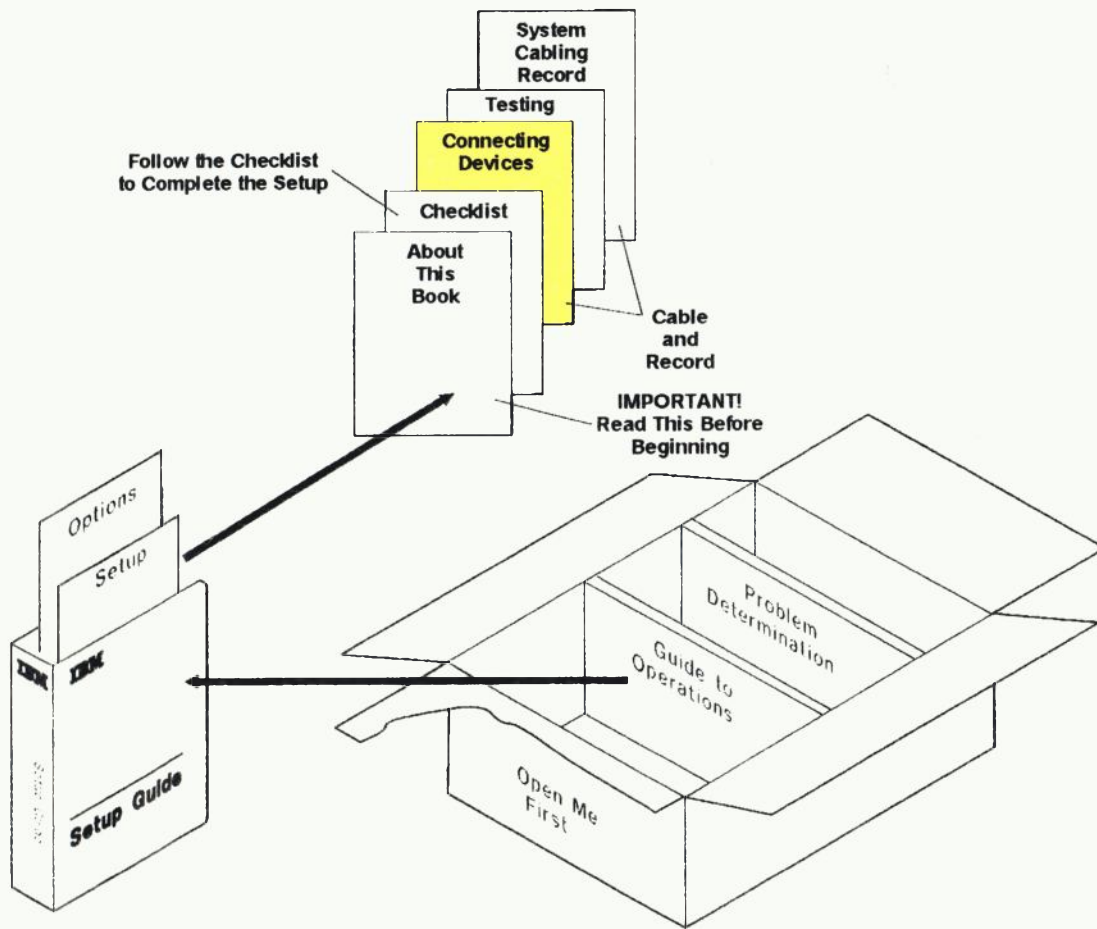 System
Cabling
Record
Testing
Connecting
Devices
Follow the Checklist
to Complete the Setup
Checklist
About
This
Book
Cable
and
Record
IMPORTANT!
Read This Before
Beginning
Options
Setup
IBM
IBM
Setup Guide
Setup Guide
Problem
Determination
Guide to
Operations
Open Me
First